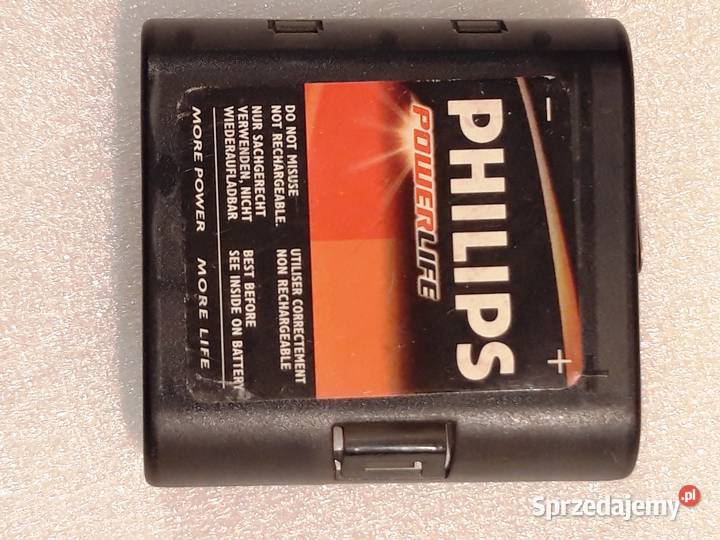 PHILIPS
POWERLIFE
- +
DO NOT MISUSE
NOT RECHARGEABLE.
NUR SACHGERECHT
VERWENDEN, NICHT
WIEDERAUFLADBAR
UTILISER CORRECTEMENT
NON RECHARGEABLE
BEST BEFORE
SEE INSIDE ON BATTERY
MORE POWER MORE LIFE
Sprzedajemy.pl